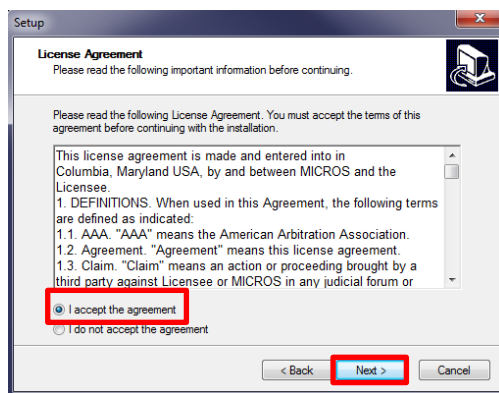 Setup
License Agreement
Please read the following important information before continuing.
Please read the following License Agreement. You must accept the terms of this
agreement before continuing with the installation.
This license agreement is made and entered into in
Columbia, Maryland USA, by and between MICROS and the
Licensee.
1. DEFINITIONS. When used in this Agreement, the following terms
are defined as indicated:
1.1. AAA. "AAA" means the American Arbitration Association.
1.2. Agreement. "Agreement" means this license agreement.
1.3. Claim. "Claim" means an action or proceeding brought by a
third party against Licensee or MICROS in any judicial forum or
I accept the agreement
I do not accept the agreement
< Back Next > Cancel